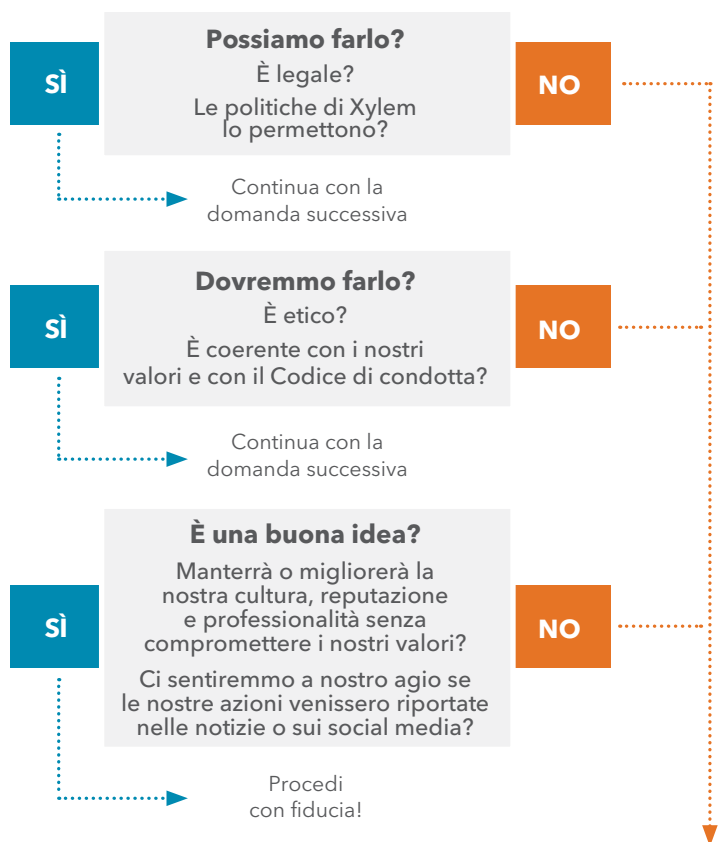 Possiamo farlo?
SÌ
È legale?
NO
Le politiche di Xylem
lo permettono?
Continua con la
domanda successiva
Dovremmo farlo?
SÌ
È etico?
NO
È coerente con i nostri
valori e con il Codice di condotta?
Continua con la
domanda successiva
È una buona idea?
Manterrà o migliorerà la
nostra cultura, reputazione
SÌ
e professionalità senza
NO
compromettere i nostri valori?
Ci sentiremmo a nostro agio se
le nostre azioni venissero riportate
nelle notizie o sui social media?
Procedi
con fiducia!